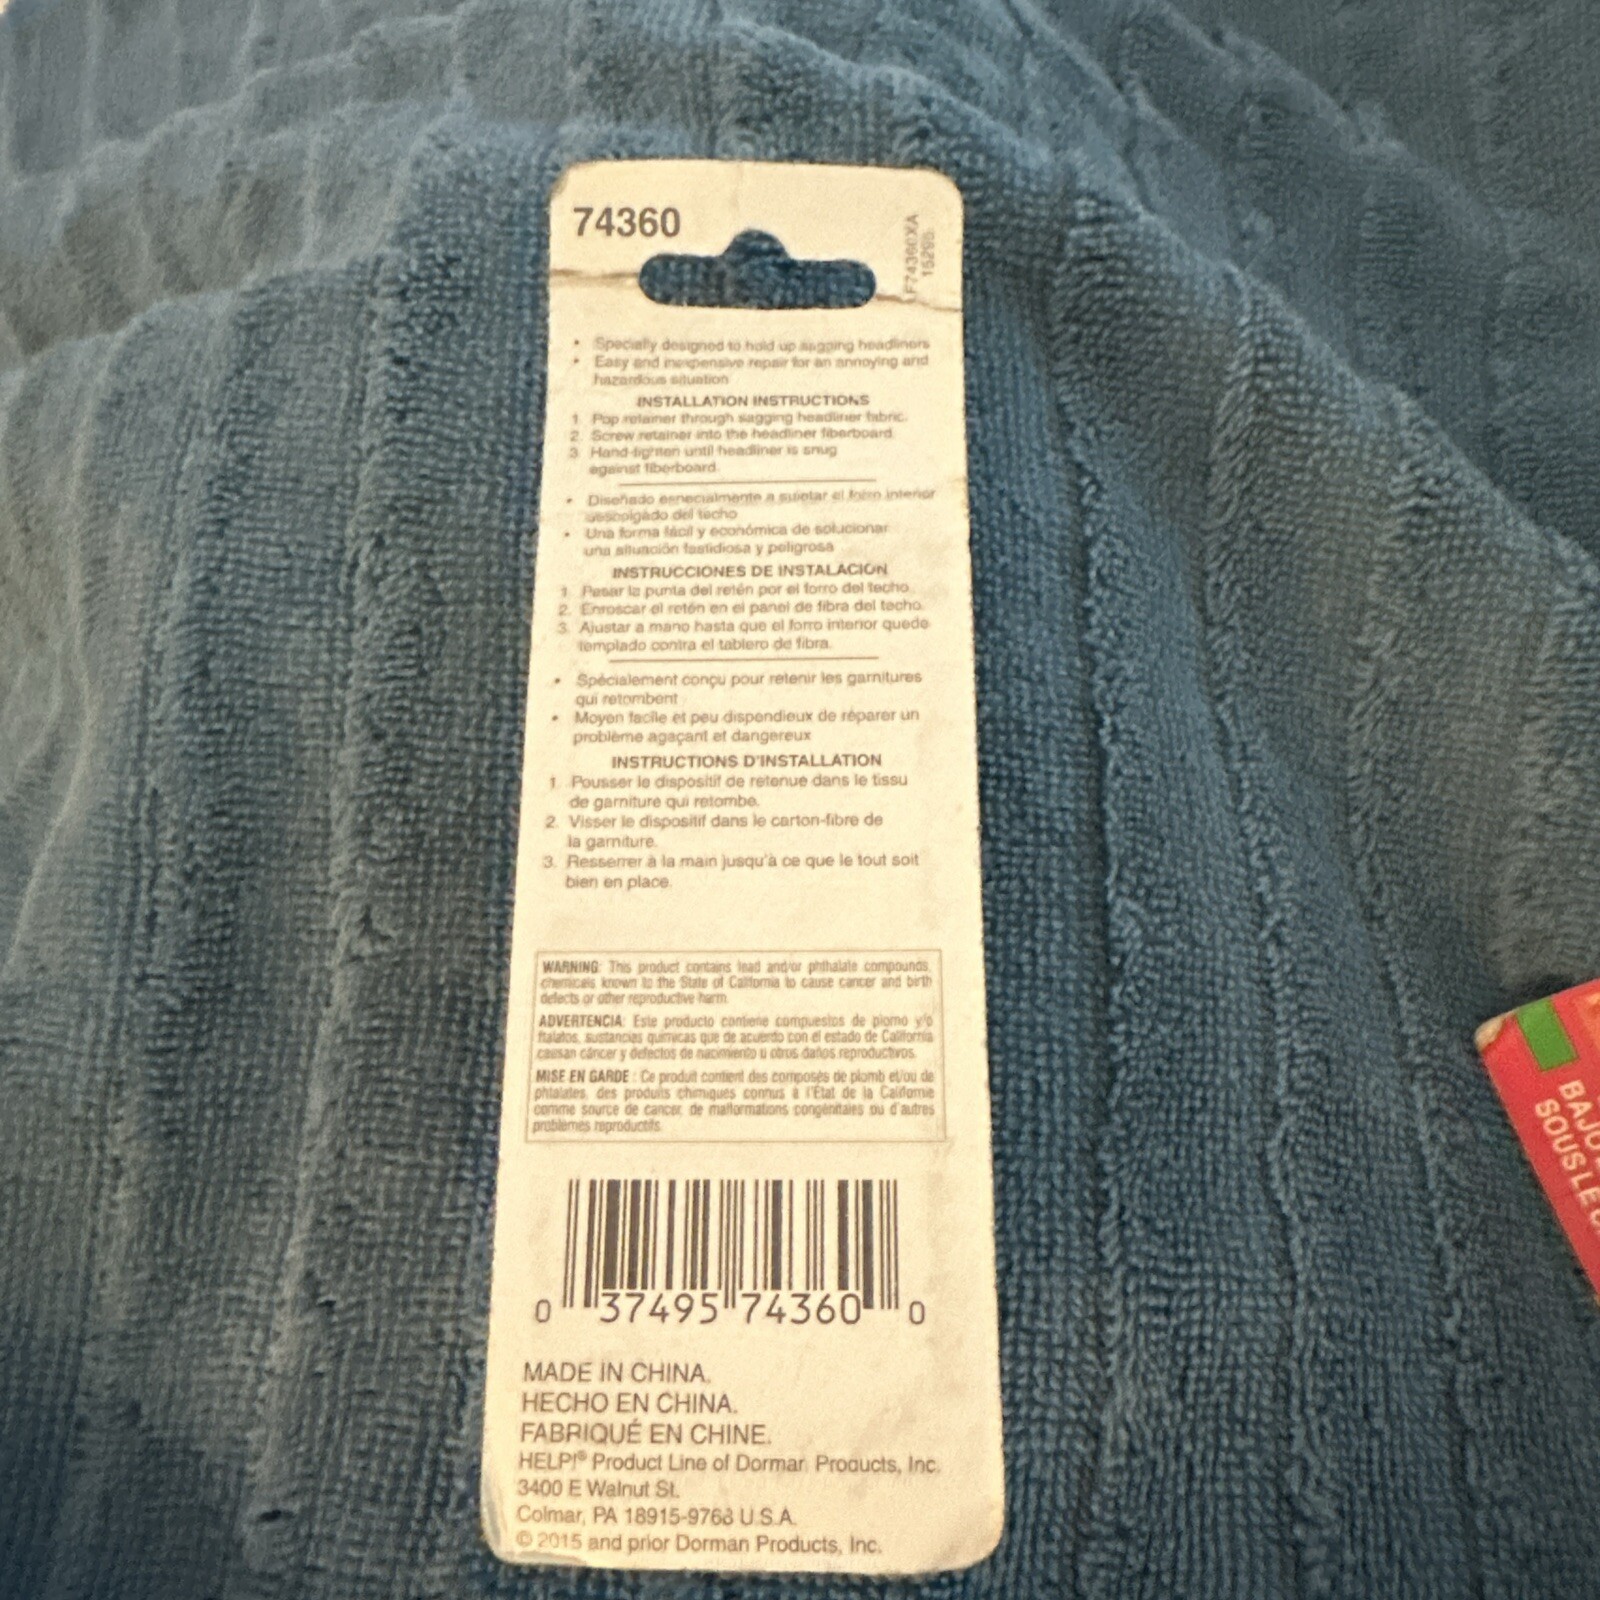 74360
F74360XA
15295
• Specially designed to hold up sagging headliners
• Easy and inexpensive repair for an annoying and
hazardous situation
INSTALLATION INSTRUCTIONS
1. Pop retainer through sagging headliner fabric.
2. Screw retainer into the headliner fiberboard.
3. Hand-tighten until headliner is snug
against fiberboard.
• Diseñado especialmente a sujetar el forro interior
descolgado del techo
• Una forma fácil y económica de solucionar
una situación fastidiosa y peligrosa
INSTRUCCIONES DE INSTALACIÓN
1. Pasar la punta del retén por el forro del techo.
2. Enroscar el retén en el panel de fibra del techo.
3. Ajustar a mano hasta que el forro interior quede
templado contra el tablero de fibra.
• Spécialement conçu pour retenir les garnitures
qui retombent
• Moyen facile et peu dispendieux de réparer un
problème agaçant et dangereux
INSTRUCTIONS D'INSTALLATION
1. Pousser le dispositif de retenue dans le tissu
de garniture qui retombe.
2. Visser le dispositif dans le carton-fibre de
la garniture.
3. Resserrer à la main jusqu'à ce que le tout soit
bien en place.
WARNING: This product contains lead and/or phthalate compounds,
chemicals known to the State of California to cause cancer and birth
defects or other reproductive harm.
ADVERTENCIA: Este producto contiene compuestos de plomo y/o
ftalatos, sustancias químicas que de acuerdo con el estado de California
causan cáncer y defectos de nacimiento u otros daños reproductivos.
MISE EN GARDE : Ce produit contient des composés de plomb et/ou de
phtalates, des produits chimiques connus à l'État de la Californie
comme source de cancer, de malformations congénitales ou d'autres
problèmes reproductifs.
0 37495 74360 0
MADE IN CHINA.
HECHO EN CHINA.
FABRIQUÉ EN CHINE.
HELP!® Product Line of Dorman Products, Inc.
3400 E Walnut St.
Colmar, PA 18915-9768 U.S.A.
© 2015 and prior Dorman Products, Inc.
BAJO
SOUS LE